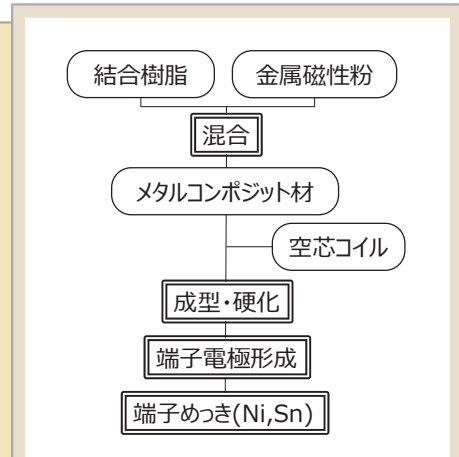 結合樹脂
金属磁性粉
混合
メタルコンポジット材
空芯コイル
成型・硬化
端子電極形成
端子めっき(Ni,Sn)